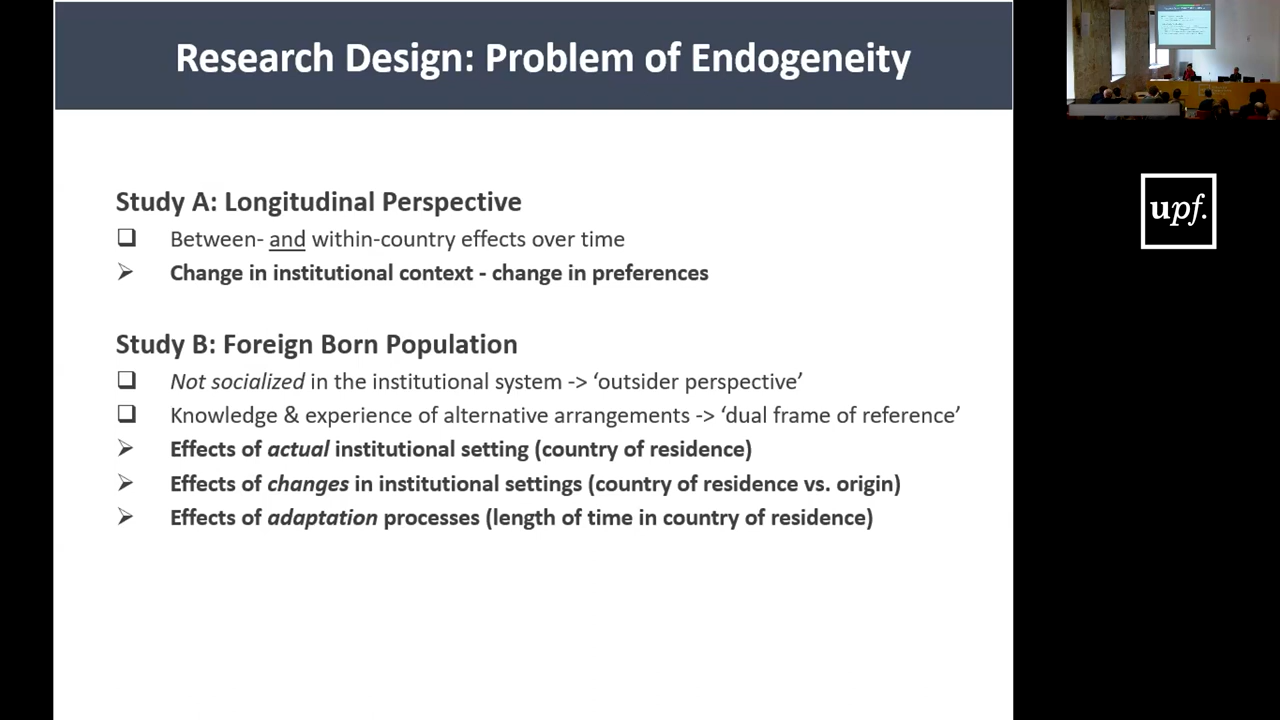 Research Design: Problem of Endogeneity
Study A: Longitudinal Perspective
Between- and within-country effects over time
Change in institutional context - change in preferences
Study B: Foreign Born Population
Not socialized in the institutional system -> ‘outsider perspective’
Knowledge & experience of alternative arrangements -> ‘dual frame of reference’
Effects of actual institutional setting (country of residence)
Effects of changes in institutional settings (country of residence vs. origin)
Effects of adaptation processes (length of time in country of residence)
upf.